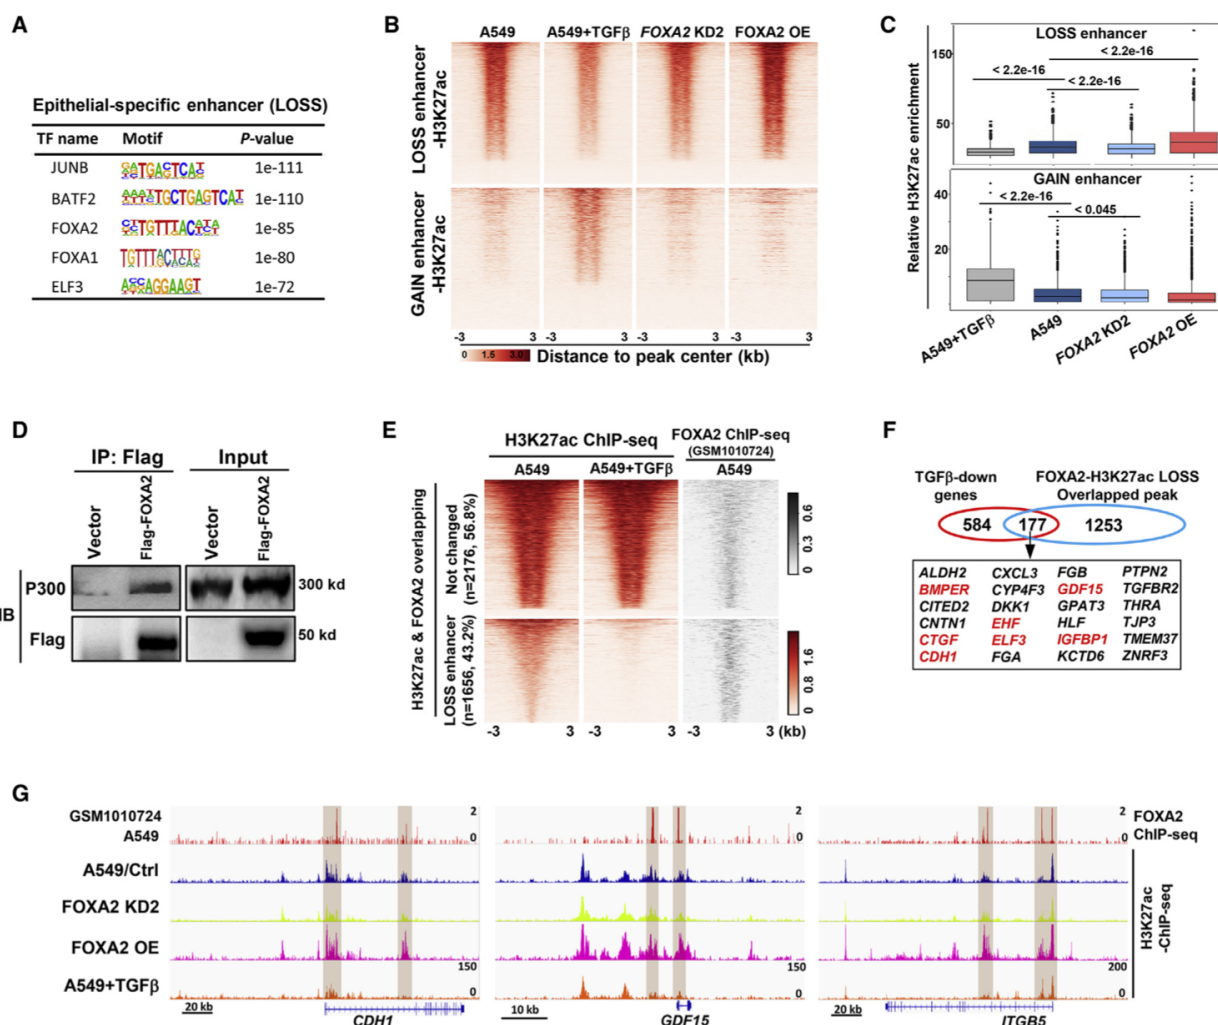 A
Epithelial-specific enhancer (LOSS)
TF name Motif P-value
JUNB 1e-111
BATF2 1e-110
FOXA2 1e-85
FOXA1 1e-80
ELF3 1e-72
B
A549 A549+TGFβ FOXA2 KD2 FOXA2 OE
LOSS enhancer
-H3K27ac
GAIN enhancer
-H3K27ac
-3 3 -3 3 -3 3 -3 3
0 1.5 3.0 Distance to peak center (kb)
C
LOSS enhancer
< 2.2e-16
< 2.2e-16
< 2.2e-16
150
50
Relative H3K27ac enrichment
GAIN enhancer
< 2.2e-16
< 0.045
40
20
A549+TGFβ A549 FOXA2 KD2 FOXA2 OE
D
IP: Flag Input
Vector Flag-FOXA2 Vector Flag-FOXA2
P300 300 kd
Flag 50 kd
IB
E
H3K27ac ChIP-seq FOXA2 ChIP-seq
(GSM1010724)
A549 A549+TGFβ A549
H3K27ac & FOXA2 overlapping
Not changed
(n=2176, 56.8%)
LOSS enhancer
(n=1656, 43.2%)
0 0.3 0.6
0 0.8 1.6
-3 3 -3 3 -3 3 (kb)
F
TGFβ-down
genes
FOXA2-H3K27ac LOSS
Overlapped peak
584 177 1253
ALDH2 CXCL3 FGB PTPN2
BMPER CYP4F3 GDF15 TGFBR2
CITED2 DKK1 GPAT3 THRA
CNTN1 EHF HLF TJP3
CTGF ELF3 IGFBP1 TMEM37
CDH1 FGA KCTD6 ZNRF3
G
GSM1010724
A549
2 0 2 0 2 0
FOXA2
ChIP-seq
A549/Ctrl
FOXA2 KD2
FOXA2 OE
A549+TGFβ
150 0 150 0 200 0
H3K27ac
-ChIP-seq
20 kb 10 kb 20 kb
CDH1 GDF15 ITGB5